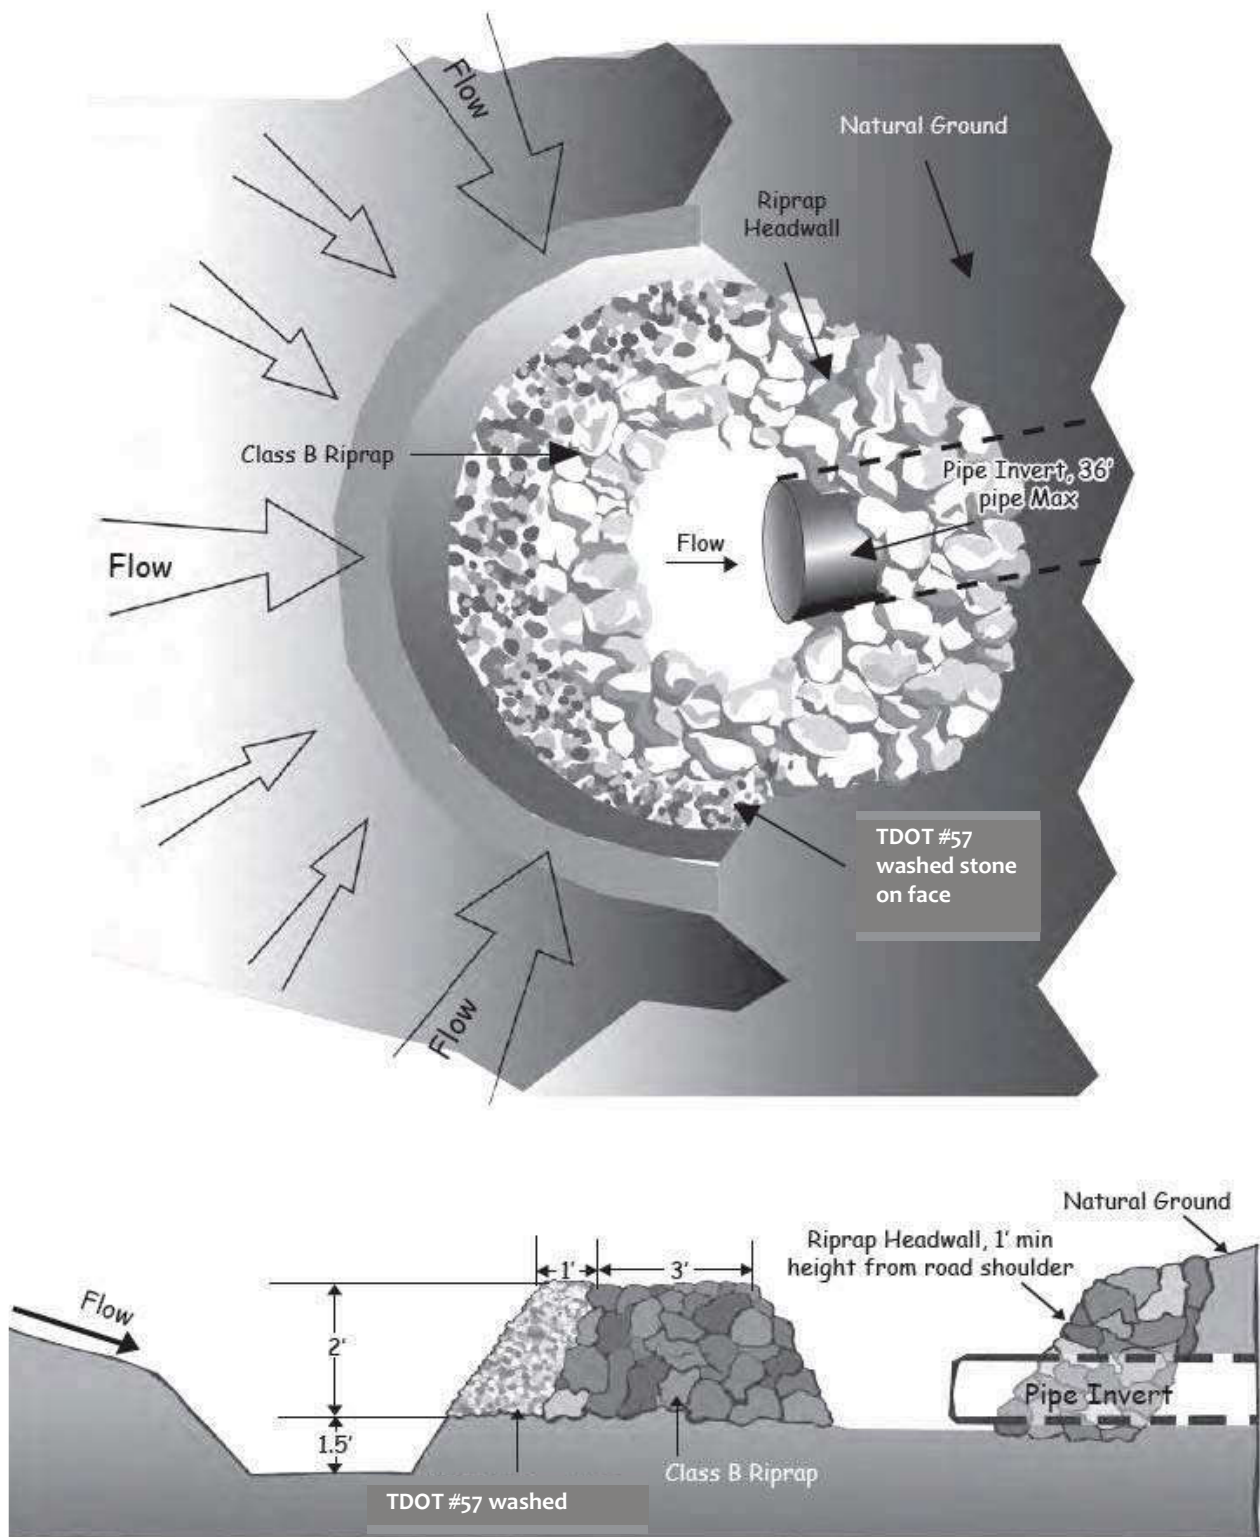 Flow
Natural Ground
Riprap
Headwall
Class B Riprap
Pipe Invert, 36'
pipe Max
Flow
Flow
TDOT #57
washed stone
on face
Flow
Natural Ground
Riprap Headwall, 1' min
height from road shoulder
1'
3'
Flow
2'
Pipe Invert
1.5'
Class B Riprap
TDOT #57 washed